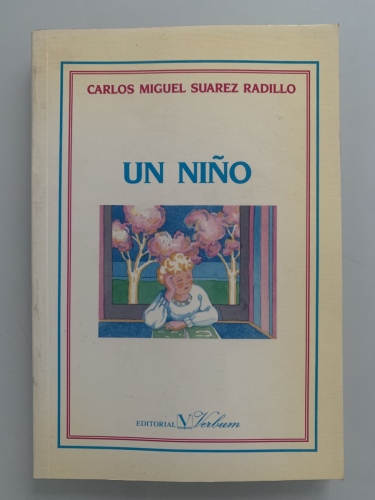 CARLOS MIGUEL SUAREZ RADILLO
UN NIÑO
EDITORIAL V Verbum